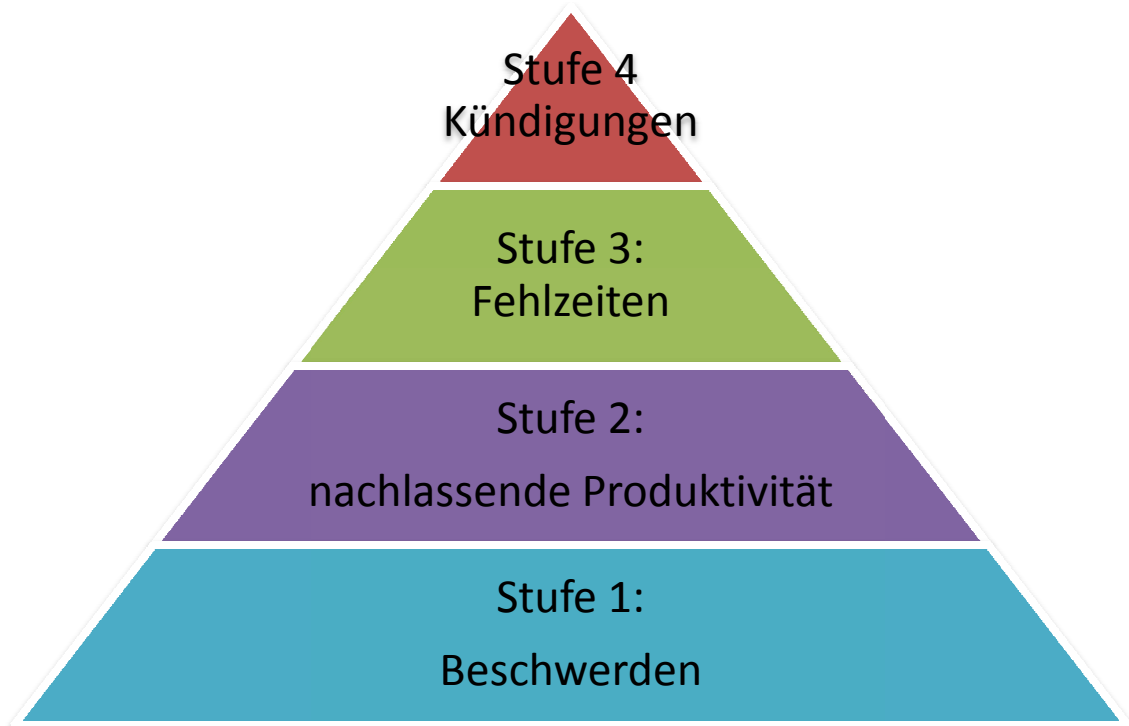 Stufe 4
Kündigungen
Stufe 3:
Fehlzeiten
Stufe 2:
nachlassende Produktivität
Stufe 1:
Beschwerden